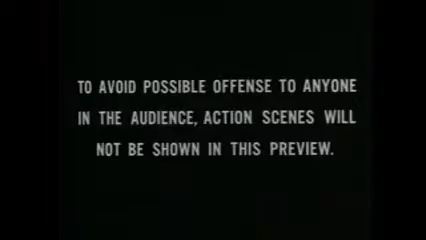 TO AVOID POSSIBLE OFFENSE TO ANYONE
IN THE AUDIENCE, ACTION SCENES WILL
NOT BE SHOWN IN THIS PREVIEW.